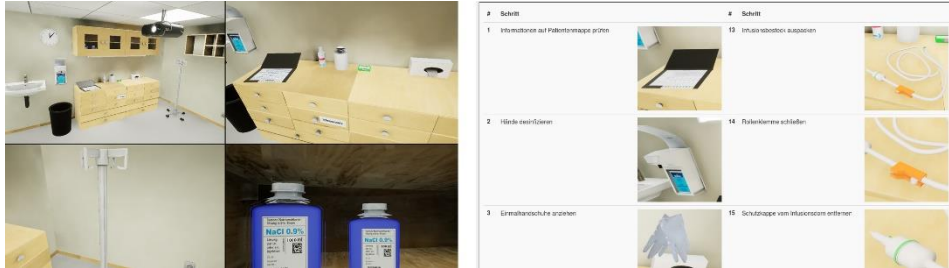 NaCl 0.9%
NaCl 0.9%
# Schritt
1 Informationen auf Patientenmappe prüfen
2 Hände desinfizieren
3 Einmalhandschuhe anziehen
# Schritt
13 Infusionsbesteck auspacken
14 Rollenklemme schließen
15 Schutzkappe vom Infusionsdorn entfernen